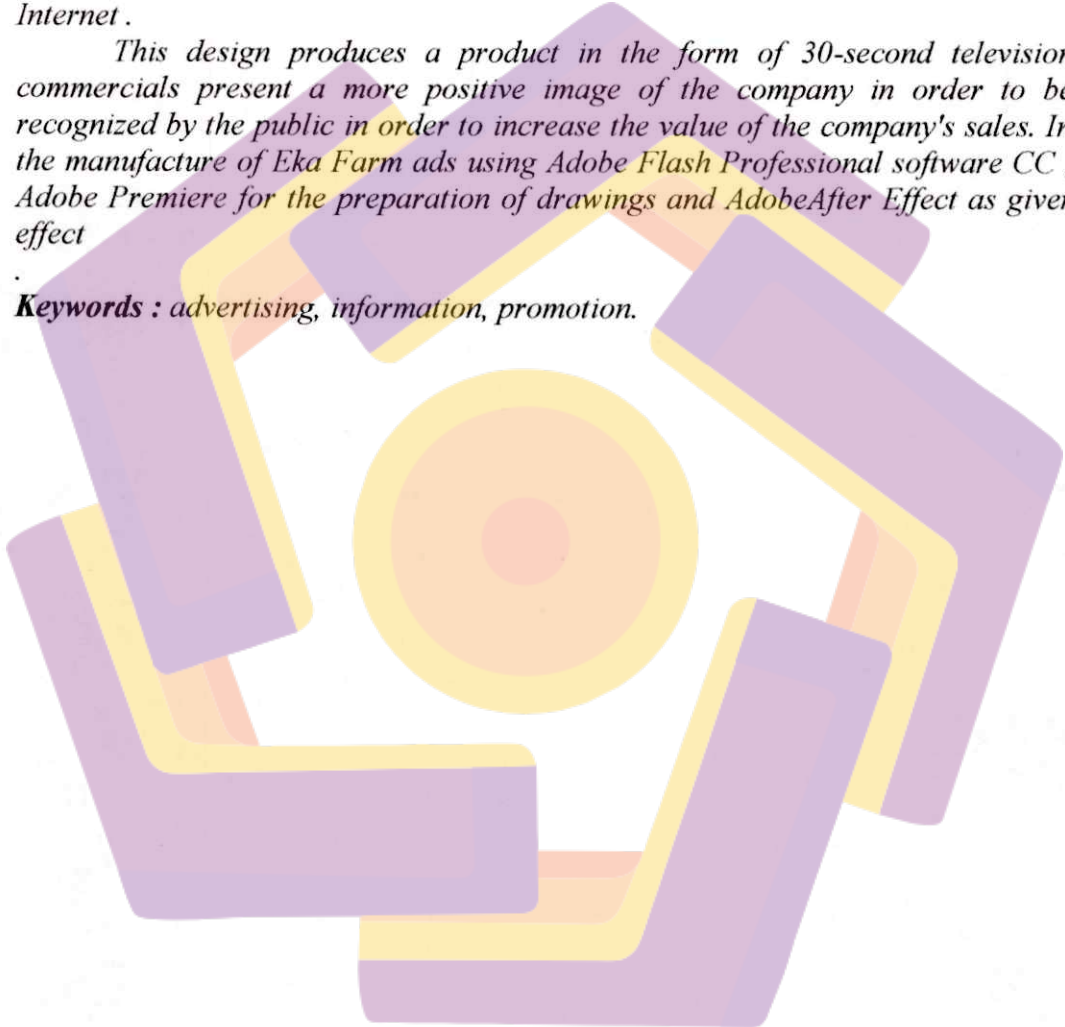 Internet .
This design produces a product in the form of 30-second television
commercials present a more positive image of the company in order to be
recognized by the public in order to increase the value of the company's sales. In
the manufacture of Eka Farm ads using Adobe Flash Professional software CC ,
Adobe Premiere for the preparation of drawings and AdobeAfter Effect as given
effect
.
Keywords : advertising, information, promotion.